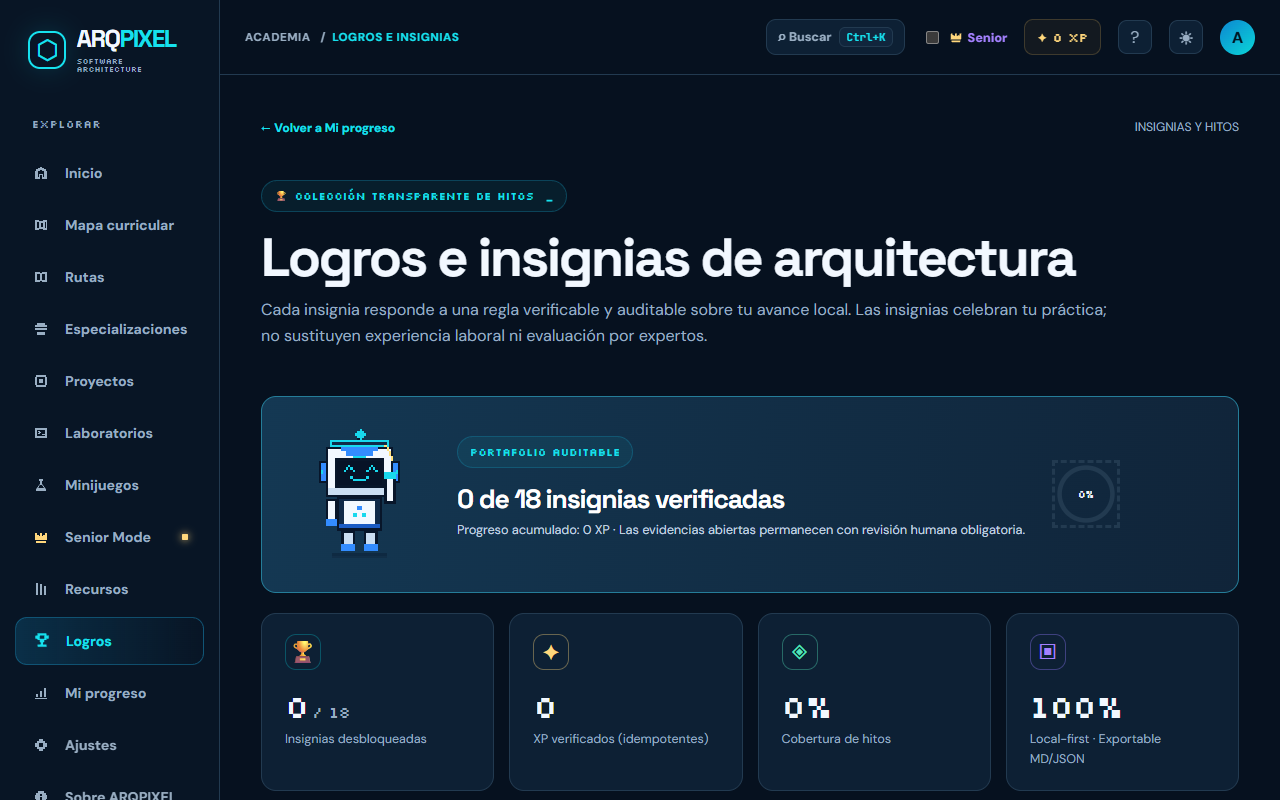 ARQPIXEL
SOFTWARE
ARCHITECTURE
EXPLORAR
Inicio
Mapa curricular
Rutas
Especializaciones
Proyectos
Laboratorios
Minijuegos
Senior Mode
Recursos
Logros
Mi progreso
Ajustes
Sobre ARQPIXEL
ACADEMIA / LOGROS E INSIGNIAS
Buscar Ctrl+K
Senior
✦ 0 XP
?
A
← Volver a Mi progreso
INSIGNIAS Y HITOS
COLECCIÓN TRANSPARENTE DE HITOS _
Logros e insignias de arquitectura
Cada insignia responde a una regla verificable y auditable sobre tu avance local. Las insignias celebran tu práctica;
no sustituyen experiencia laboral ni evaluación por expertos.
PORTAFOLIO AUDITABLE
0 de 18 insignias verificadas
Progreso acumulado: 0 XP · Las evidencias abiertas permanecen con revisión humana obligatoria.
0%
0 / 18
Insignias desbloqueadas
0
XP verificados (idempotentes)
0%
Cobertura de hitos
100%
Local-first · Exportable
MD/JSON